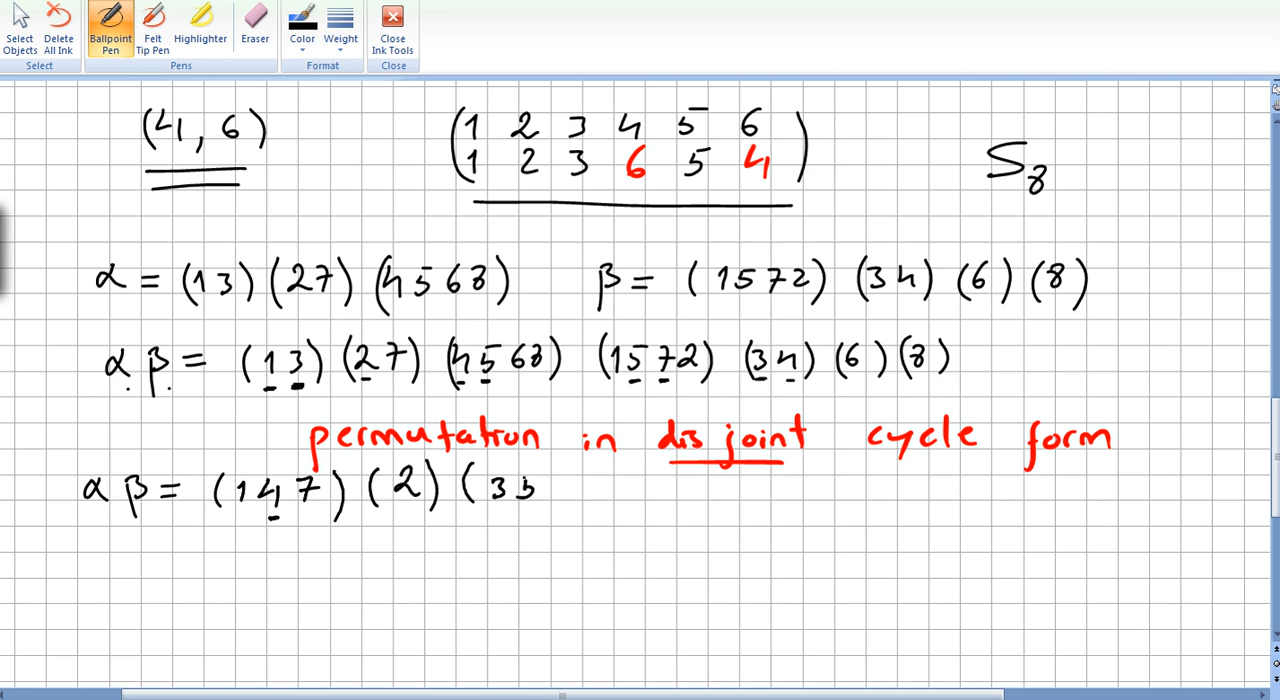 Select Objects
Delete All Ink
Ballpoint Pen
Felt Tip Pen
Highlighter
Eraser
Color
Weight
Close Ink Tools
Select
Pens
Format
Close
(4, 6)
(1 2 3 4 5 6
1 2 3 6 5 4)
S₈
α = (1 3) (2 7) (4 5 6 8) β = (1 5 7 2) (3 4) (6) (8)
α β = (1 3) (2 7) (4 5 6 8) (1 5 7 2) (3 4) (6) (8)
permutation in disjoint cycle form
α β = (1 4 7) (2) (3 5